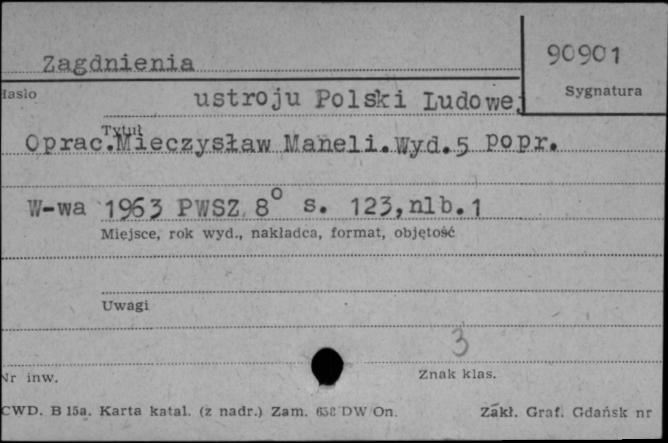 Zagdnienia
90901
Hasło
Sygnatura
ustroju Polski Ludowej
Tytuł
Oprac.Mieczysław Maneli.Wyd.5 popr.
W-wa 1963 PWSZ 8° s. 123,nlb.1
Miejsce, rok wyd., nakładca, format, objętość
Uwagi
3
Nr inw.
Znak klas.
CWD. B 15a. Karta katal. (z nadr.) Zam. DW On.
Zakł. Graf. Gdańsk nr